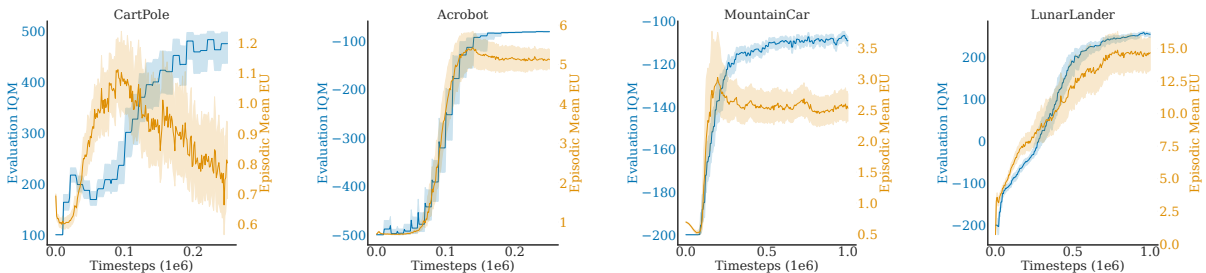 CartPole
Evaluation IQM
500
400
300
200
100
1.2
1.1
1.0
0.9
0.8
0.7
0.6
Episodic Mean EU
0.0 0.1 0.2
Timesteps (1e6)
Acrobot
Evaluation IQM
−100
−200
−300
−400
−500
6
5
4
3
2
1
Episodic Mean EU
0.0 0.1 0.2
Timesteps (1e6)
MountainCar
Evaluation IQM
−100
−120
−140
−160
−180
−200
3.5
3.0
2.5
2.0
1.5
1.0
0.5
Episodic Mean EU
0.0 0.5 1.0
Timesteps (1e6)
LunarLander
Evaluation IQM
200
100
0
−100
−200
15.0
12.5
10.0
7.5
5.0
2.5
0.0
Episodic Mean EU
0.0 0.5 1.0
Timesteps (1e6)